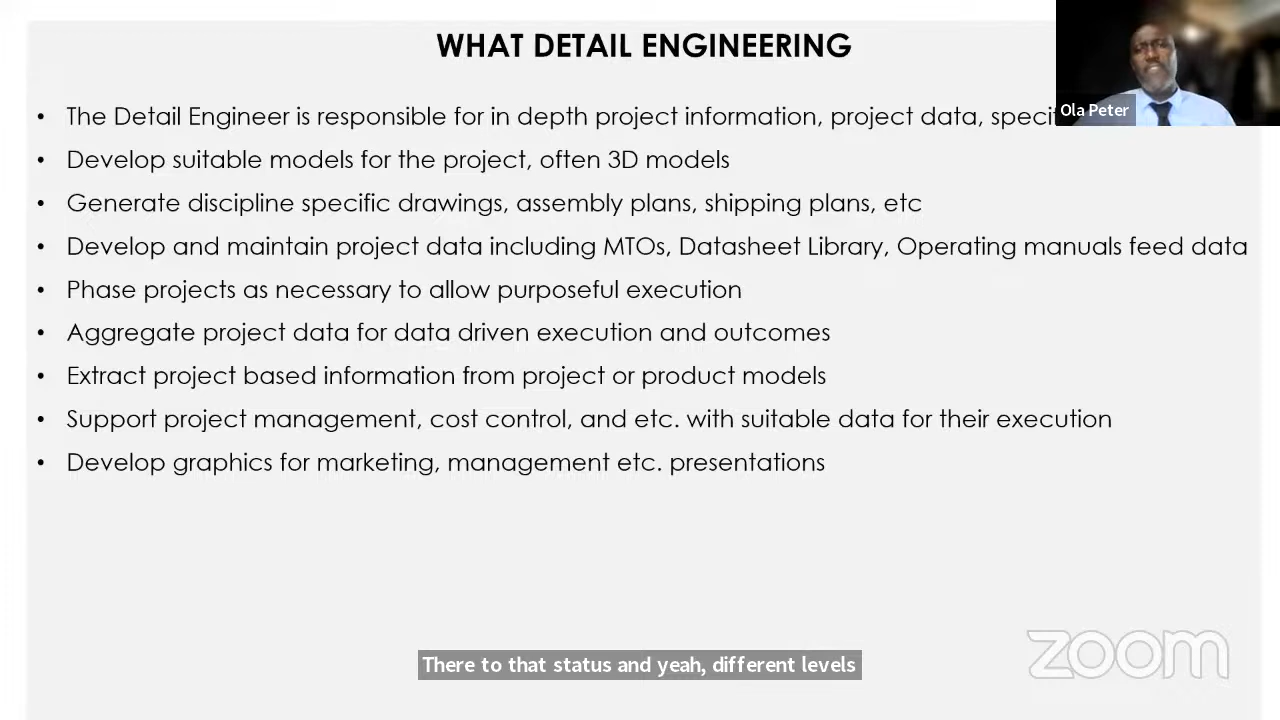 WHAT DETAIL ENGINEERING
Ola Peter
• The Detail Engineer is responsible for in depth project information, project data,
• Develop suitable models for the project, often 3D models
• Generate discipline specific drawings, assembly plans, shipping plans, etc
• Develop and maintain project data including MTOs, Datasheet Library, Operating manuals feed data
• Phase projects as necessary to allow purposeful execution
• Aggregate project data for data driven execution and outcomes
• Extract project based information from project or product models
• Support project management, cost control, and etc. with suitable data for their execution
• Develop graphics for marketing, management etc. presentations
zoom
There to that status and yeah, different levels